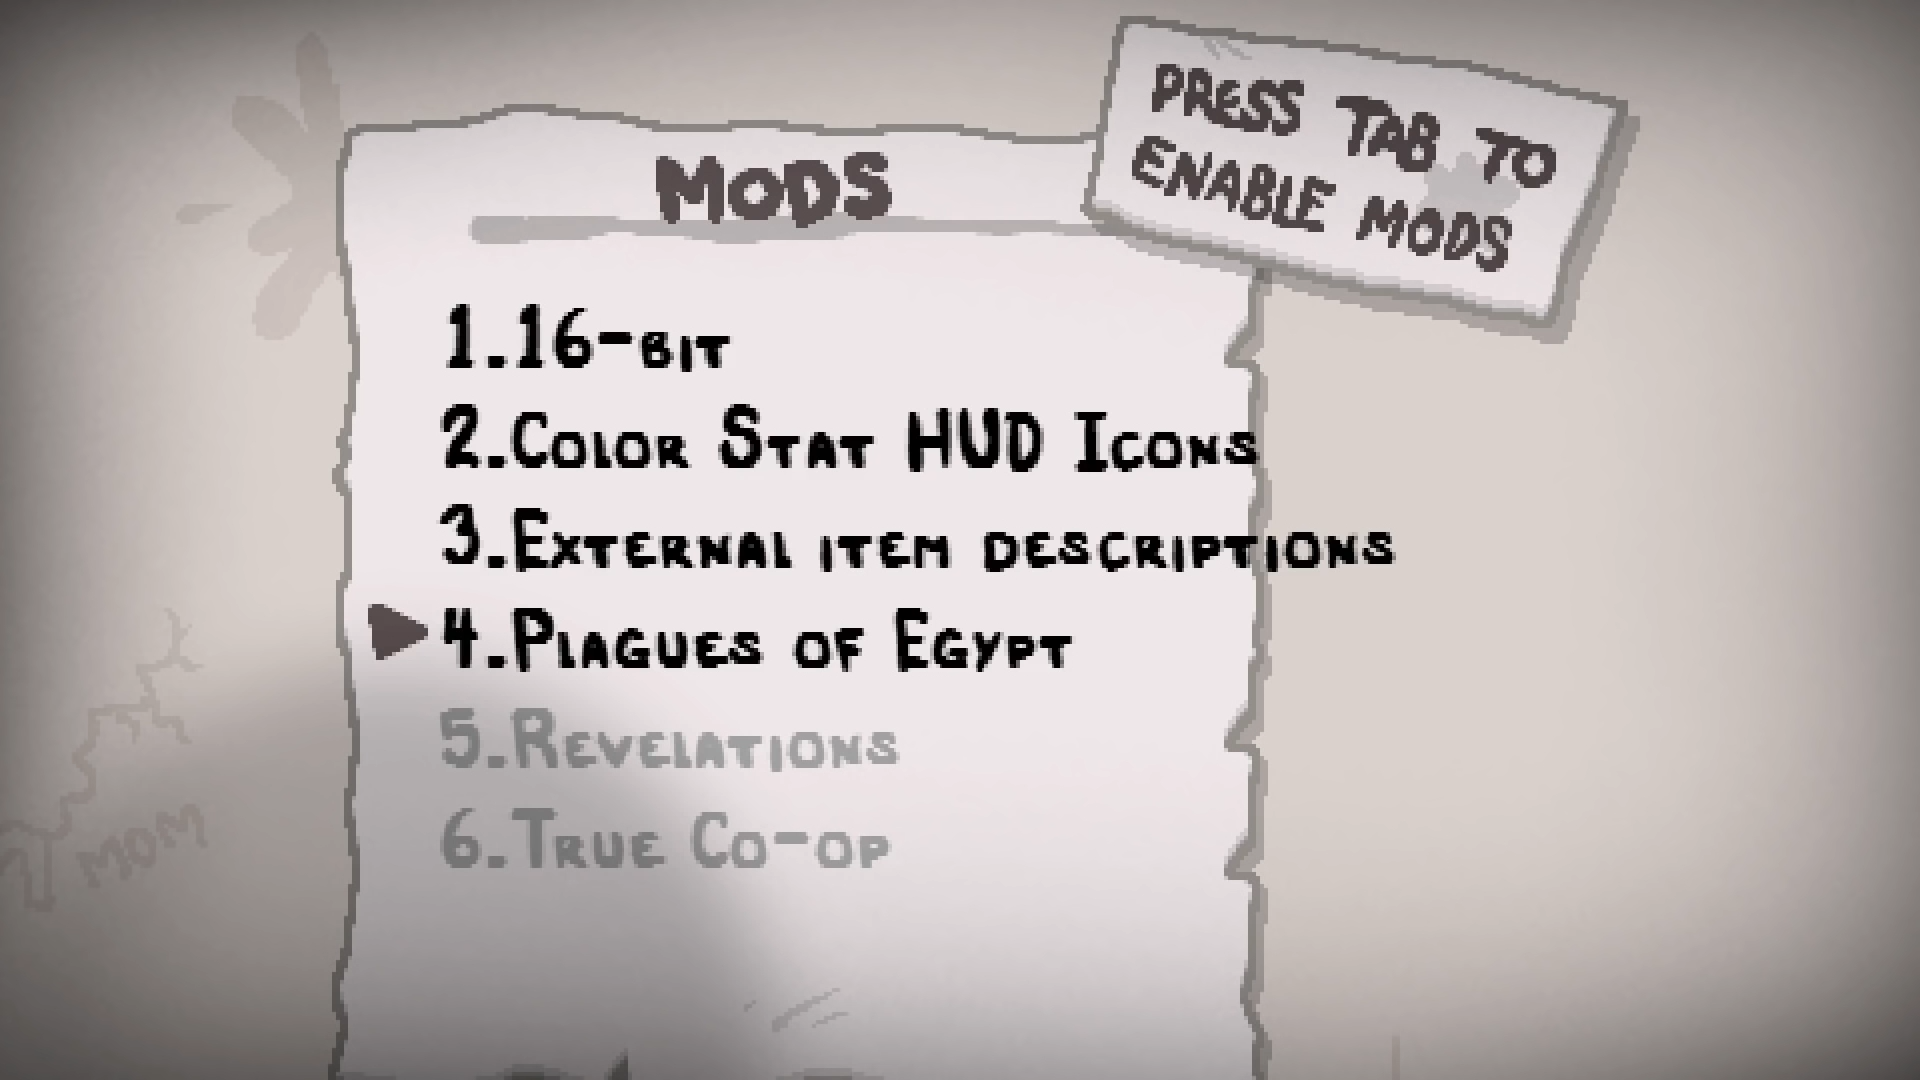 PRESS TAB TO
ENABLE MODS
MODS
1.16-bit
2.Color Stat HUD Icons
3.External item descriptions
4.Plagues of Egypt
5.Revelations
6.True Co-op
MOM